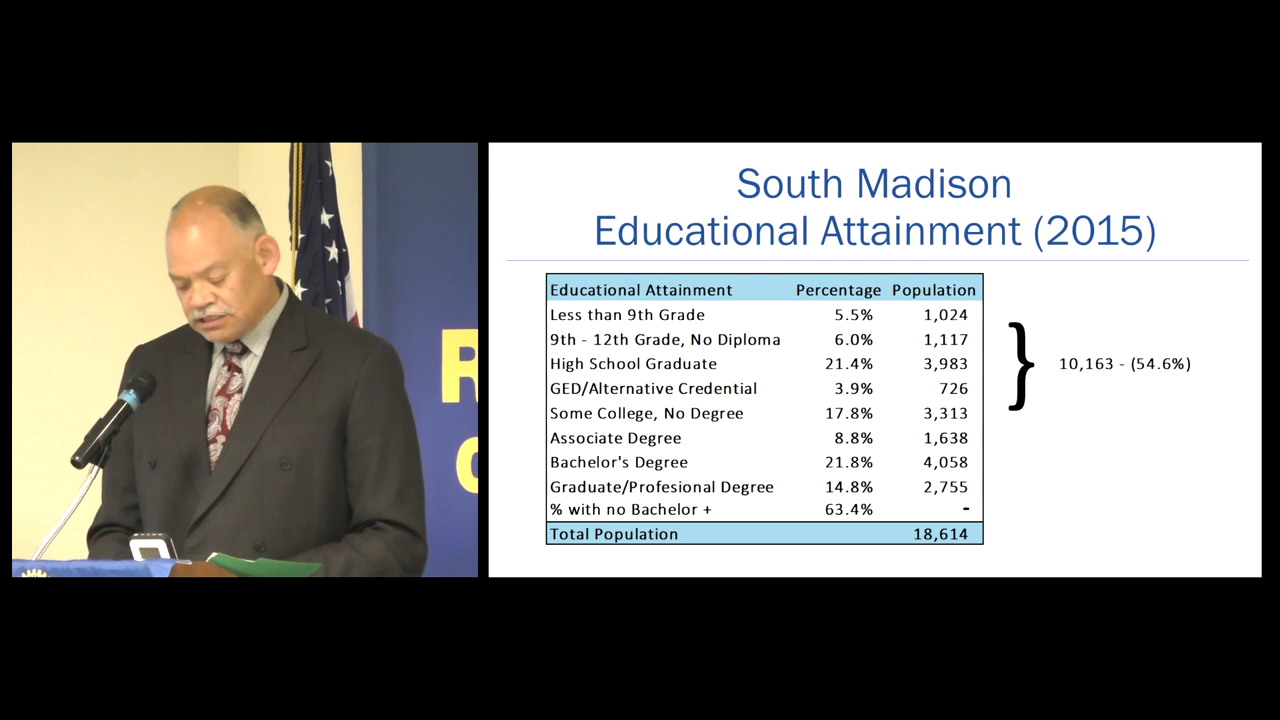 South Madison
Educational Attainment (2015)
Educational Attainment Percentage Population
Less than 9th Grade 5.5% 1,024
9th - 12th Grade, No Diploma 6.0% 1,117
High School Graduate 21.4% 3,983
GED/Alternative Credential 3.9% 726
Some College, No Degree 17.8% 3,313
Associate Degree 8.8% 1,638
Bachelor's Degree 21.8% 4,058
Graduate/Profesional Degree 14.8% 2,755
% with no Bachelor + 63.4% -
Total Population 18,614
} 10,163 - (54.6%)
R